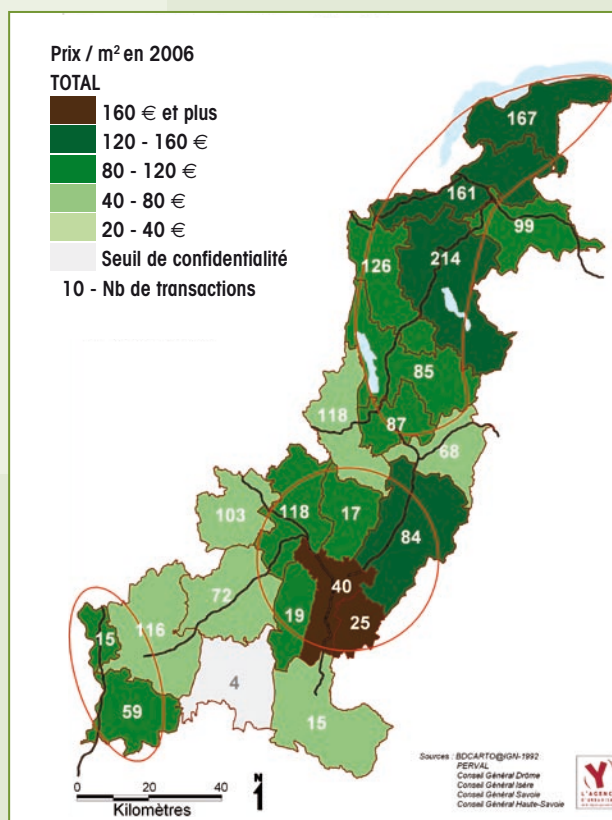 Prix / m² en 2006
TOTAL
160 € et plus
120 - 160 €
80 - 120 €
40 - 80 €
20 - 40 €
Seuil de confidentialité
10 - Nb de transactions
167
161
99
126
214
85
118
87
68
103
118
17
84
40
72
19
25
116
15
4
59
15
Sources : BDCARTO@IGN-1992
PERVAL
Conseil Général Drôme
Conseil Général Isère
Conseil Général Savoie
Conseil Général Haute-Savoie
0 20 40
Kilomètres
N
Y
L'AGENCE
D'URBANISME